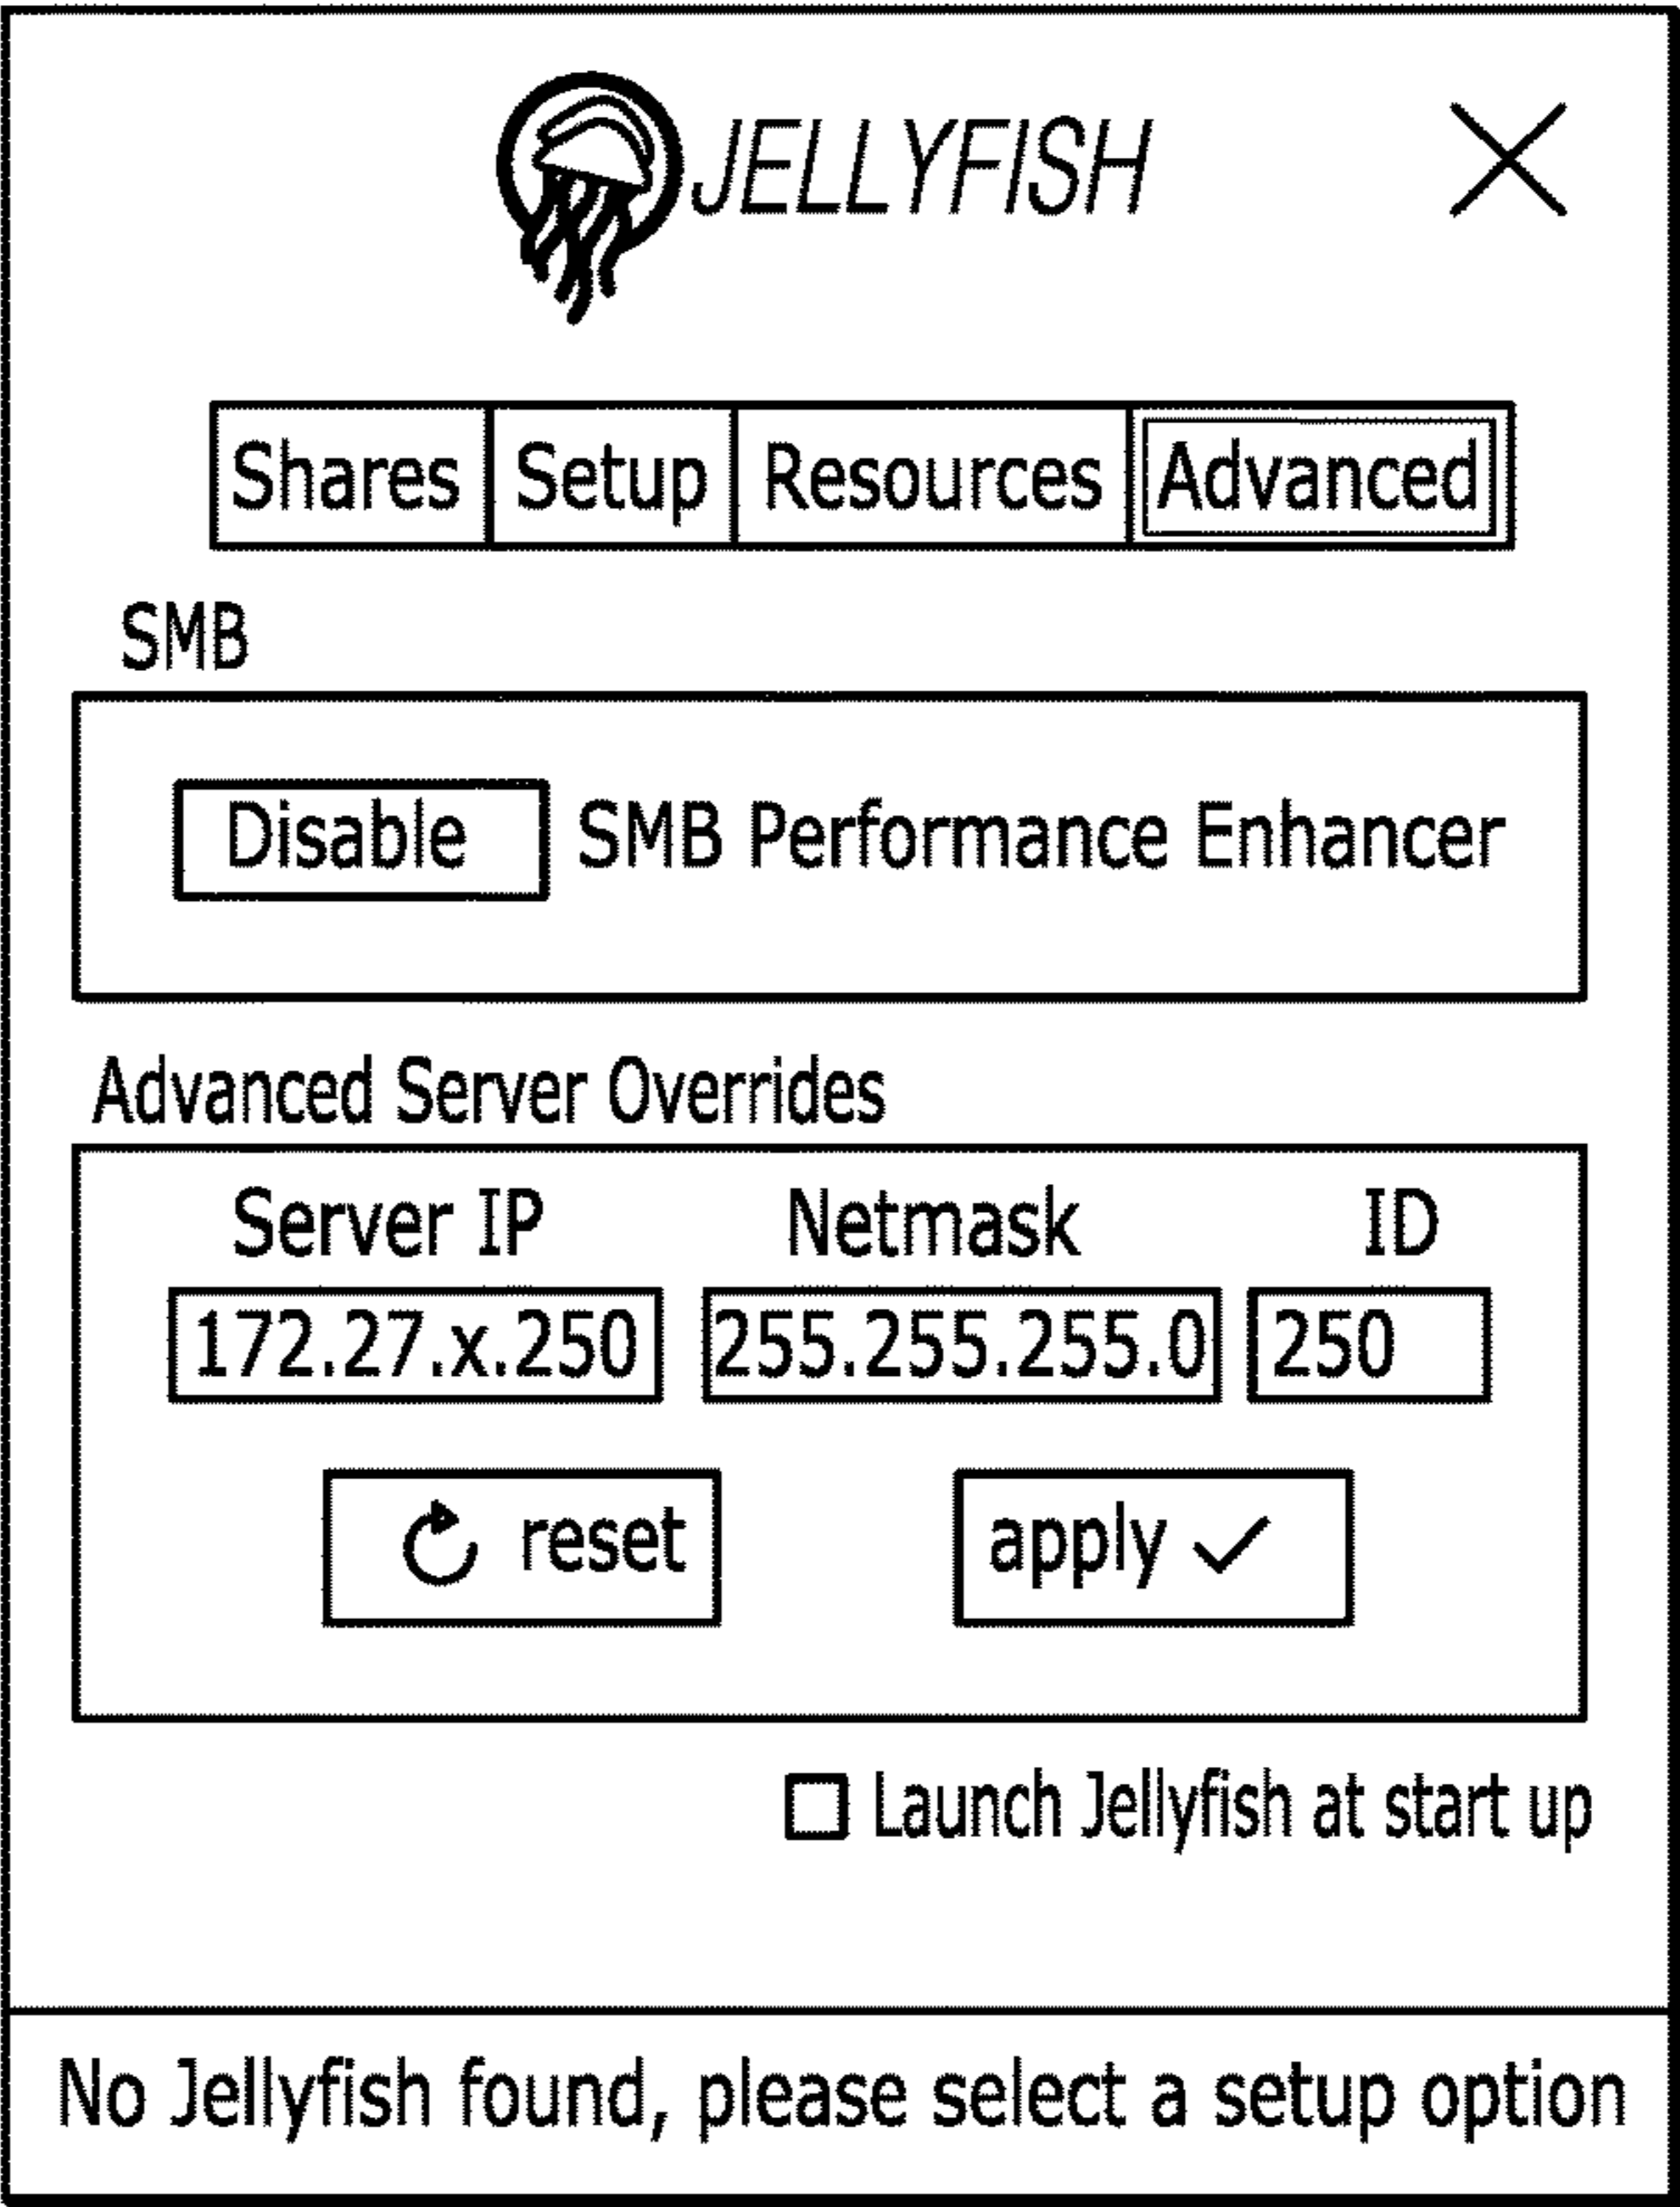 JELLYFISH
Shares Setup Resources Advanced
SMB
Disable SMB Performance Enhancer
Advanced Server Overrides
Server IP Netmask ID
172.27.x.250 255.255.255.0 250
reset apply
Launch Jellyfish at start up
No Jellyfish found, please select a setup option